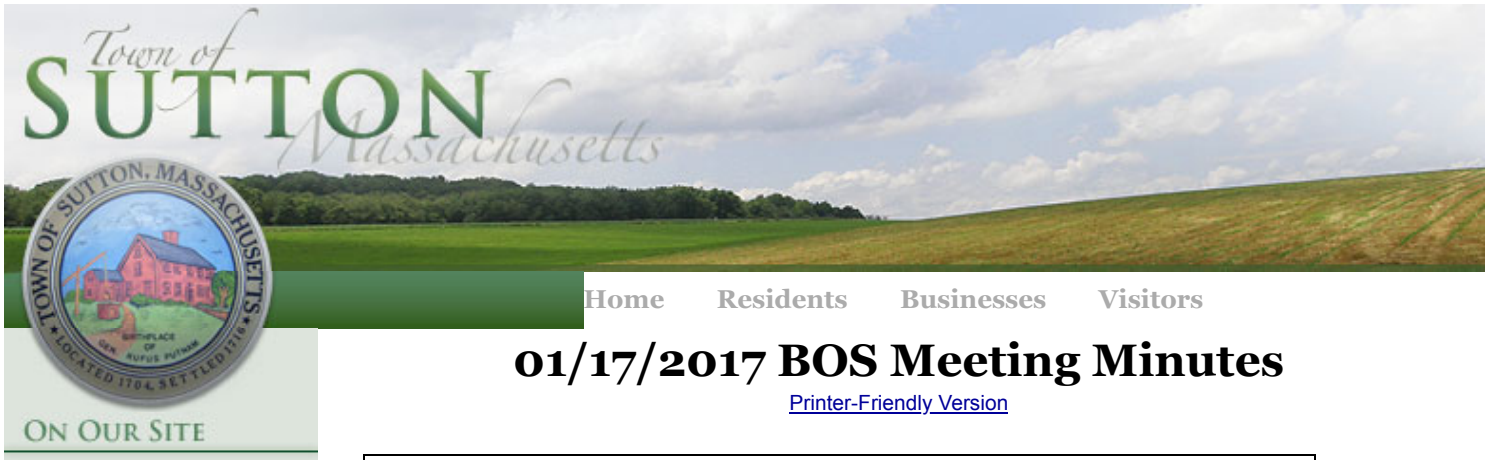 Town of
SUTTON
Massachusetts
TOWN OF SUTTON, MASSACHUSETTS
BIRTHPLACE
OF
GEN. RUFUS PUTNAM
LOCATED 1704, SETTLED 1716
Home Residents Businesses Visitors
01/17/2017 BOS Meeting Minutes
Printer-Friendly Version
ON OUR SITE